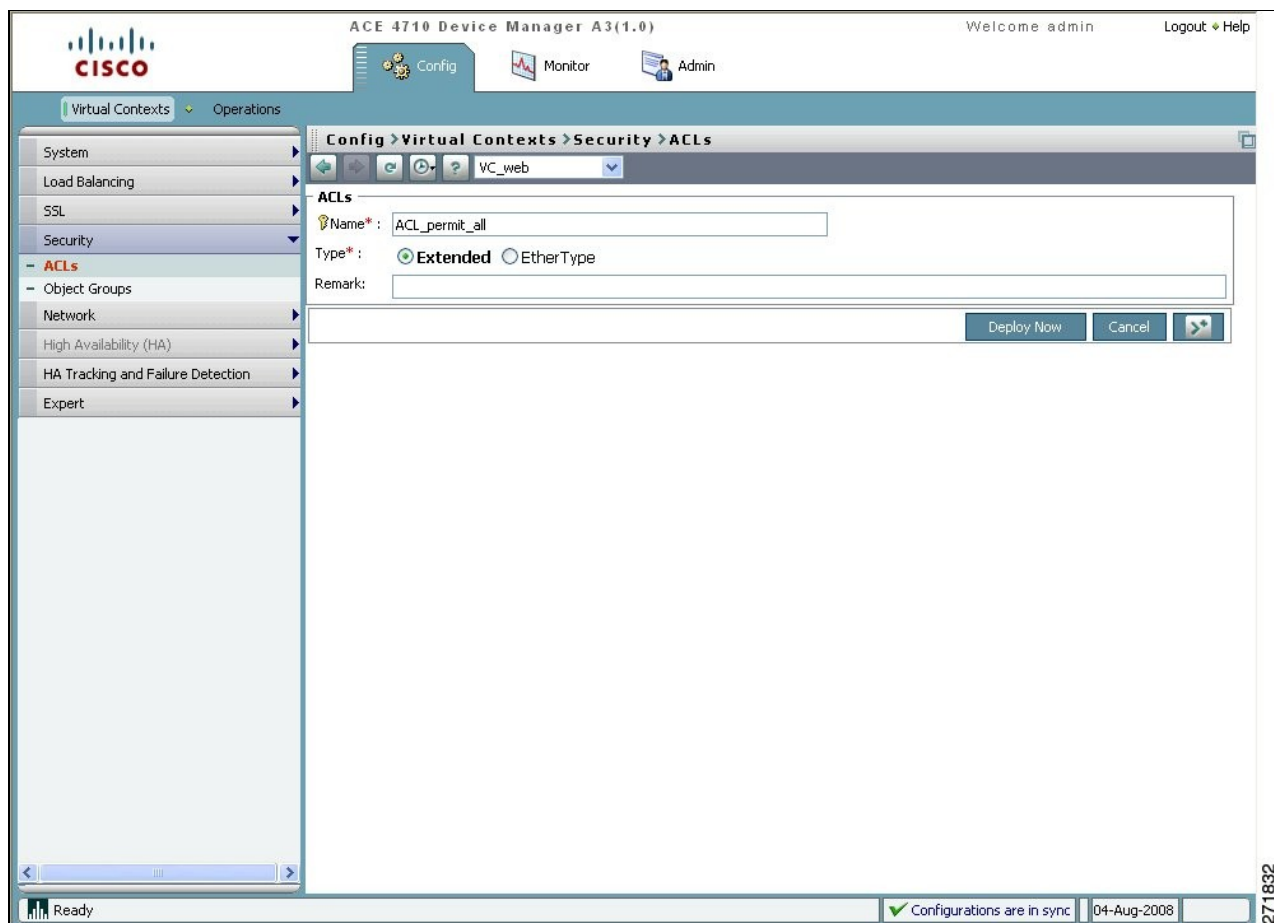 ACE 4710 Device Manager A3(1.0)
Welcome admin
Logout Help
CISCO
Config
Monitor
Admin
Virtual Contexts
Operations
System
Load Balancing
SSL
Security
ACLs
Object Groups
Network
High Availability (HA)
HA Tracking and Failure Detection
Expert
Config > Virtual Contexts > Security > ACLs
? VC_web
ACLs
Name* : ACL_permit_all
Type* : Extended EtherType
Remark:
Deploy Now
Cancel
Ready
Configurations are in sync
04-Aug-2008
271832